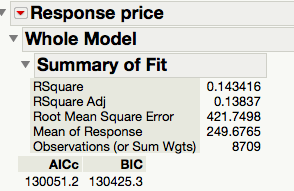 Response price
Whole Model
Summary of Fit
RSquare 0.143416
RSquare Adj 0.13837
Root Mean Square Error 421.7498
Mean of Response 249.6765
Observations (or Sum Wgts) 8709
AICc BIC
130051.2 130425.3